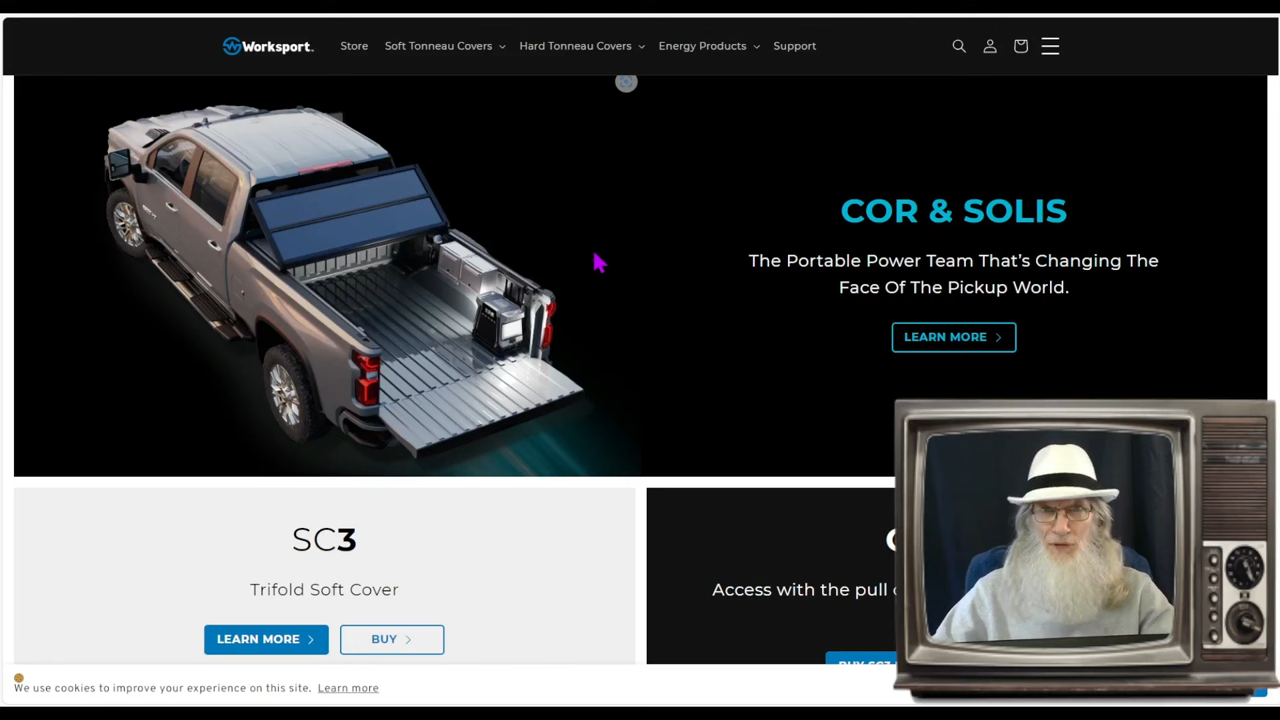 Worksport
Store
Soft Tonneau Covers
Hard Tonneau Covers
Energy Products
Support
COR & SOLIS
The Portable Power Team That's Changing The
Face Of The Pickup World.
LEARN MORE
SC3
Trifold Soft Cover
LEARN MORE
BUY
Access with the pull
We use cookies to improve your experience on this site. Learn more